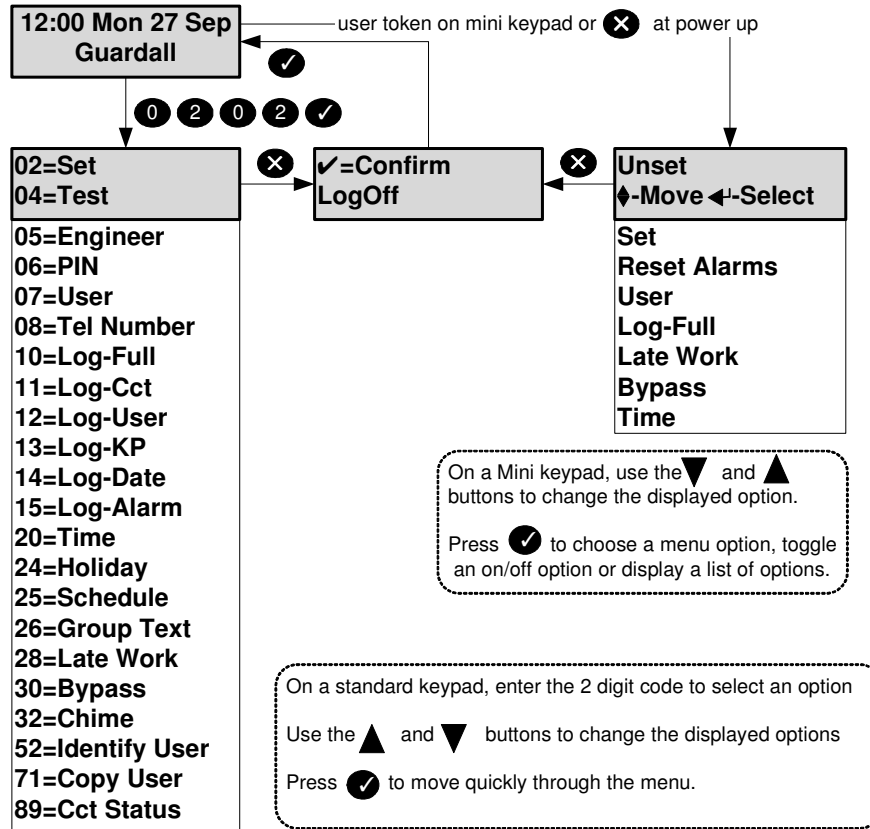 12:00 Mon 27 Sep
Guardall
user token on mini keypad or ✕ at power up
✓
0 2 0 2 ✓
02=Set
04=Test
✕
✔=Confirm
LogOff
✕
Unset
♦-Move ↵-Select
05=Engineer
06=PIN
07=User
08=Tel Number
10=Log-Full
11=Log-Cct
12=Log-User
13=Log-KP
14=Log-Date
15=Log-Alarm
20=Time
24=Holiday
25=Schedule
26=Group Text
28=Late Work
30=Bypass
32=Chime
52=Identify User
71=Copy User
89=Cct Status
Set
Reset Alarms
User
Log-Full
Late Work
Bypass
Time
On a Mini keypad, use the ▼ and ▲
buttons to change the displayed option.
Press ✓ to choose a menu option, toggle
an on/off option or display a list of options.
On a standard keypad, enter the 2 digit code to select an option
Use the ▲ and ▼ buttons to change the displayed options
Press ✓ to move quickly through the menu.